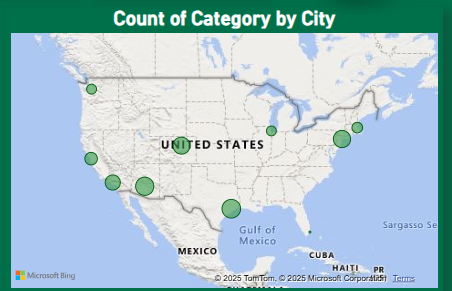 Count of Category by City
UNITED STATES
Gulf of
Mexico
Sargasso Se
MEXICO
CUBA
HAITI
PR
Microsoft Bing
© 2025 TomTom, © 2025 Microsoft Corporation
Terms